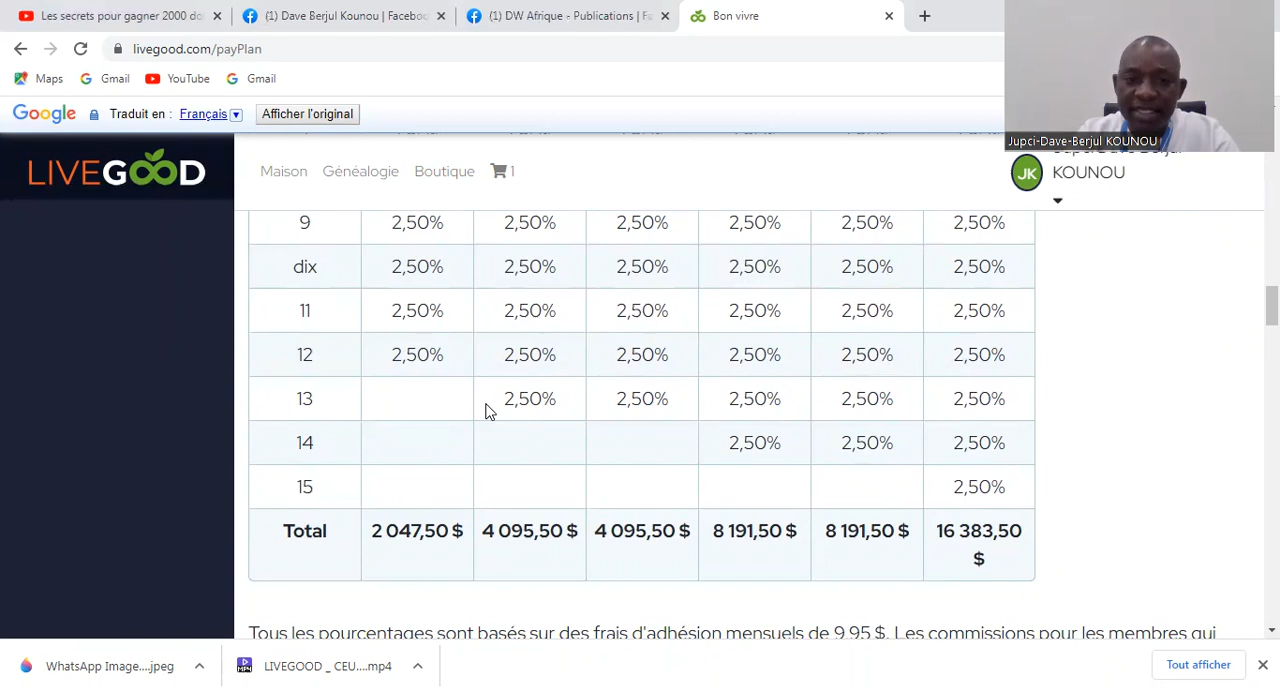 Les secrets pour gagner 2000 do
Dave Berjul Kounou | Faceboo
DW Afrique - Publications | Fa
Bon vivre
livegood.com/payPlan
Maps Gmail YouTube Gmail
Google Traduit en : Français Afficher l'original
Jupci-Dave-Berjul KOUNOU
LIVEGOOD Maison Généalogie Boutique 1 JK KOUNOU
9 2,50% 2,50% 2,50% 2,50% 2,50% 2,50%
dix 2,50% 2,50% 2,50% 2,50% 2,50% 2,50%
11 2,50% 2,50% 2,50% 2,50% 2,50% 2,50%
12 2,50% 2,50% 2,50% 2,50% 2,50% 2,50%
13 2,50% 2,50% 2,50% 2,50% 2,50%
14 2,50% 2,50% 2,50%
15 2,50%
Total 2 047,50 $ 4 095,50 $ 4 095,50 $ 8 191,50 $ 8 191,50 $ 16 383,50
$
Tous les pourcentages sont basés sur des frais d'adhésion mensuels de 9,95 $. Les commissions pour les membres qui
WhatsApp Image....jpeg LIVEGOOD _ CEU....mp4 Tout afficher